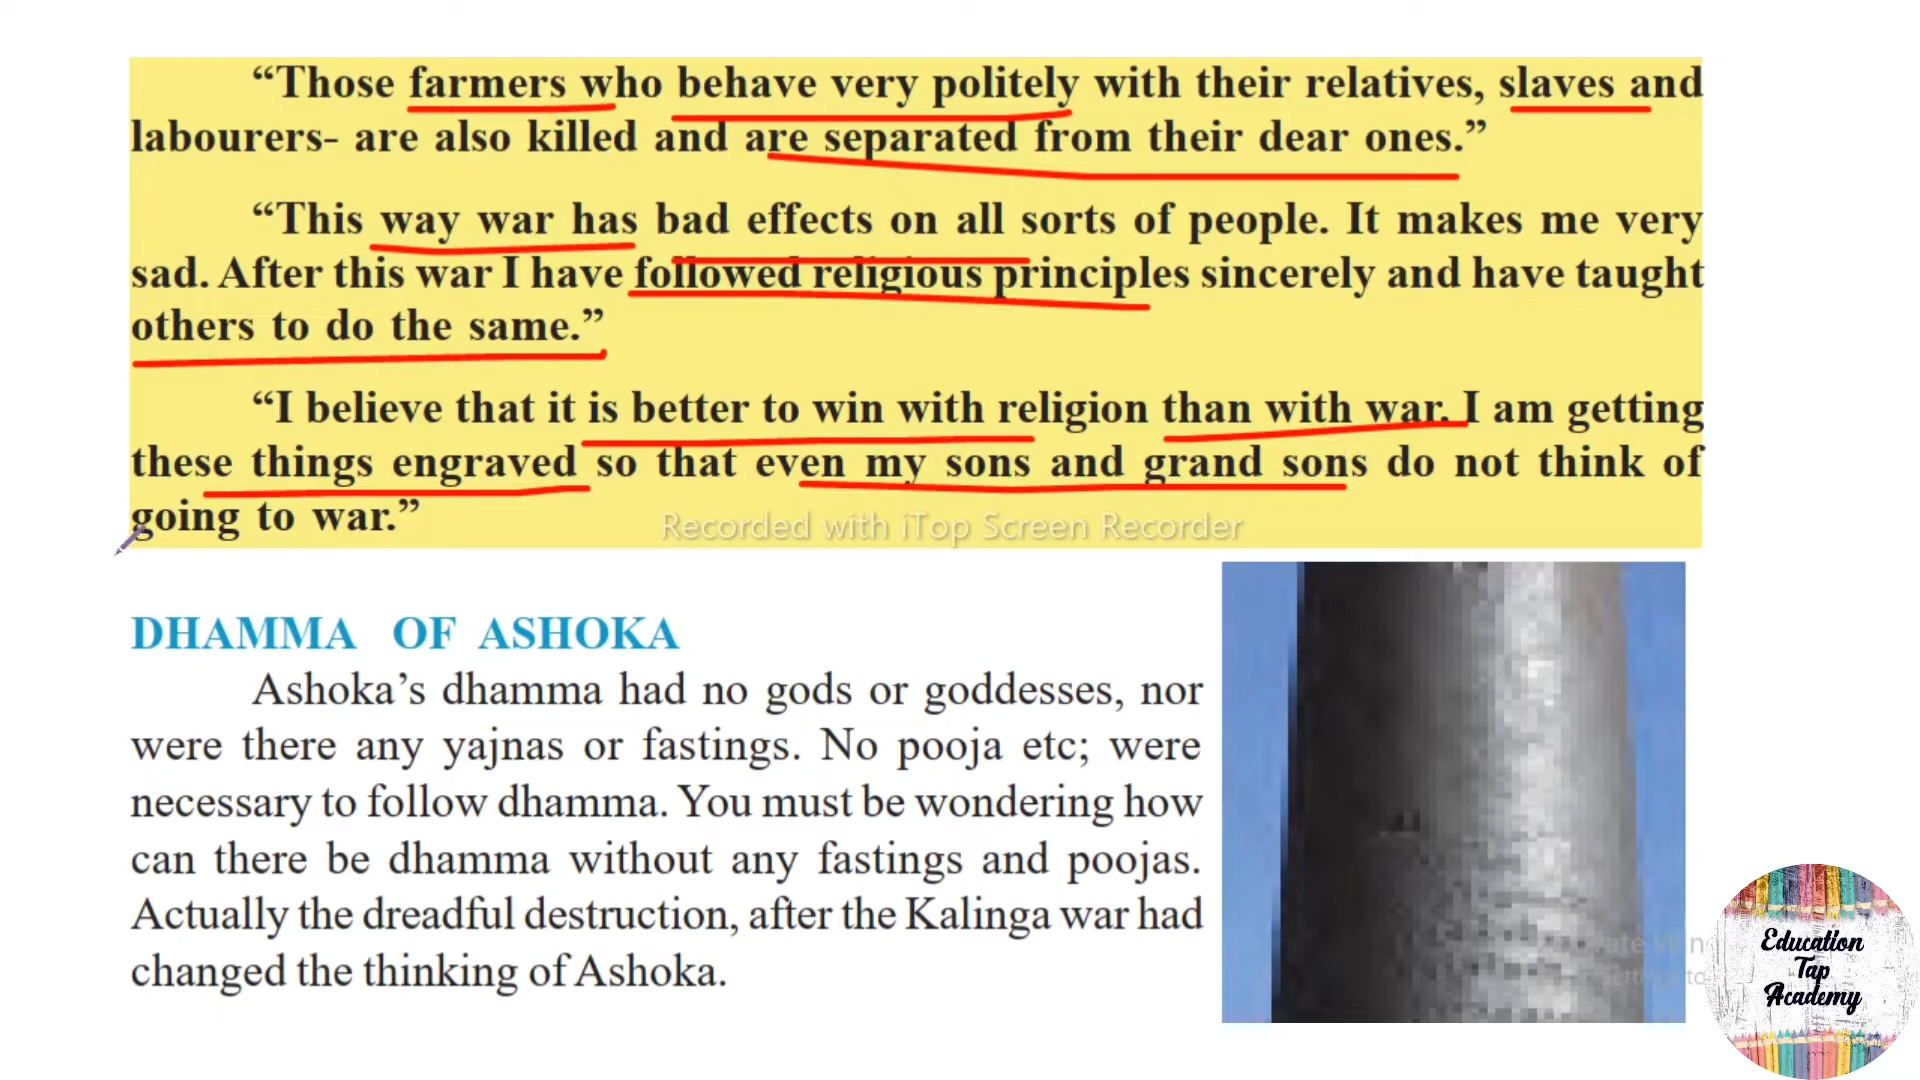 “Those farmers who behave very politely with their relatives, slaves and
labourers- are also killed and are separated from their dear ones.”
“This way war has bad effects on all sorts of people. It makes me very
sad. After this war I have followed religious principles sincerely and have taught
others to do the same.”
“I believe that it is better to win with religion than with war. I am getting
these things engraved so that even my sons and grand sons do not think of
going to war.”
Recorded with iTop Screen Recorder
DHAMMA OF ASHOKA
Ashoka’s dhamma had no gods or goddesses, nor
were there any yajnas or fastings. No pooja etc; were
necessary to follow dhamma. You must be wondering how
can there be dhamma without any fastings and poojas.
Actually the dreadful destruction, after the Kalinga war had
changed the thinking of Ashoka.
Education
Tap
Academy